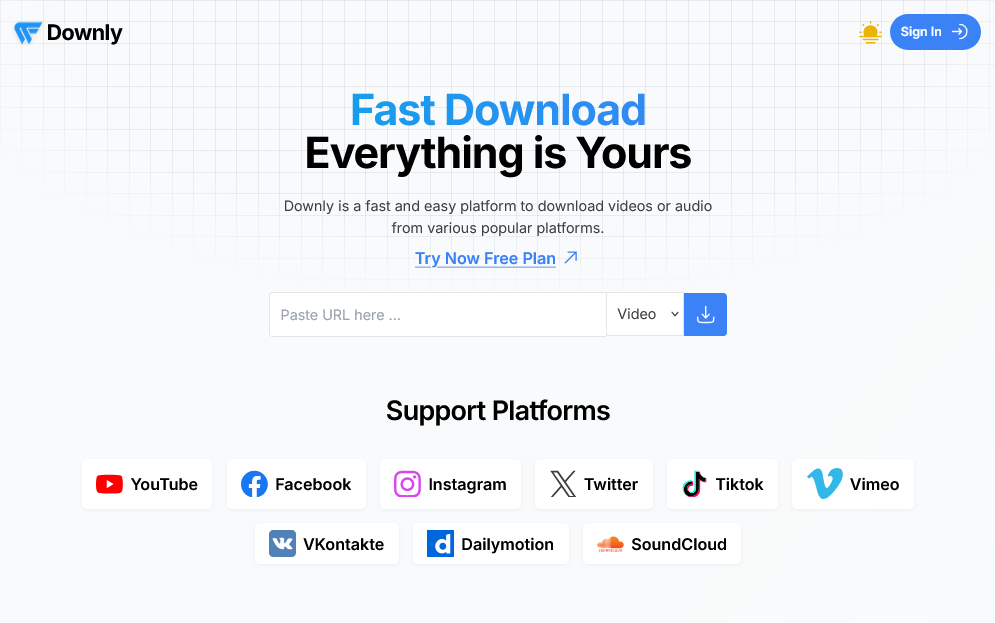 Downly
Sign In
Fast Download
Everything is Yours
Downly is a fast and easy platform to download videos or audio
from various popular platforms.
Try Now Free Plan
Paste URL here ...
Video
Support Platforms
YouTube
Facebook
Instagram
Twitter
Tiktok
Vimeo
VKontakte
Dailymotion
SoundCloud